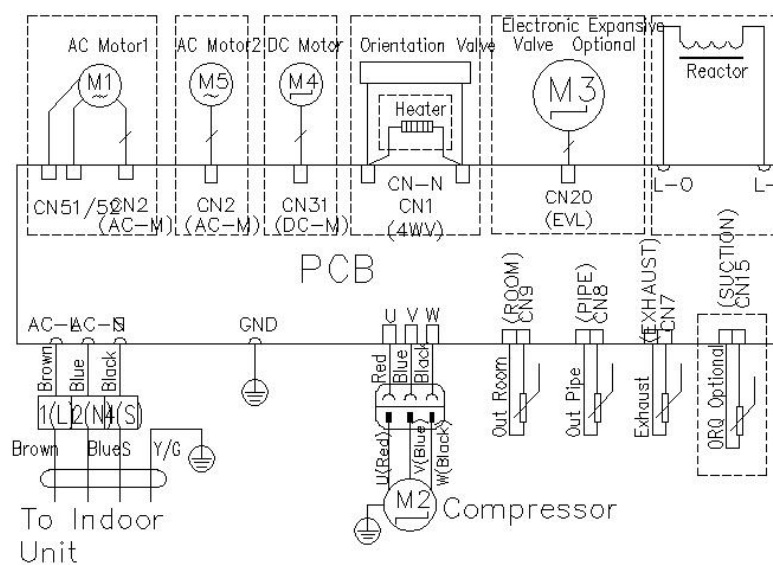 AC Motor1
AC Motor2
DC Motor
Orientation Valve
Electronic Expansive
Valve Optional
Reactor
M1
M5
M4
Heater
M3
CN51/52
CN2
(AC-M)
CN2
(AC-M)
CN31
(DC-M)
CN-N
CN1
(4WV)
CN20
(EVL)
L-O
L-
PCB
(ROOM)
CN9
(PIPE)
CN8
(EXHAUST)
CN7
(SUCTION)
CN15
AC-L
AC-N
S
GND
U
V
W
Brown
Blue
Black
Red
Blue
Black
Out Room
Out Pipe
Exhaust
ORQ Optional
1(L)
2(N)
4(S)
Brown
BlueS
Y/G
U(Red)
V(Blue)
W(Black)
M2
Compressor
To Indoor
Unit